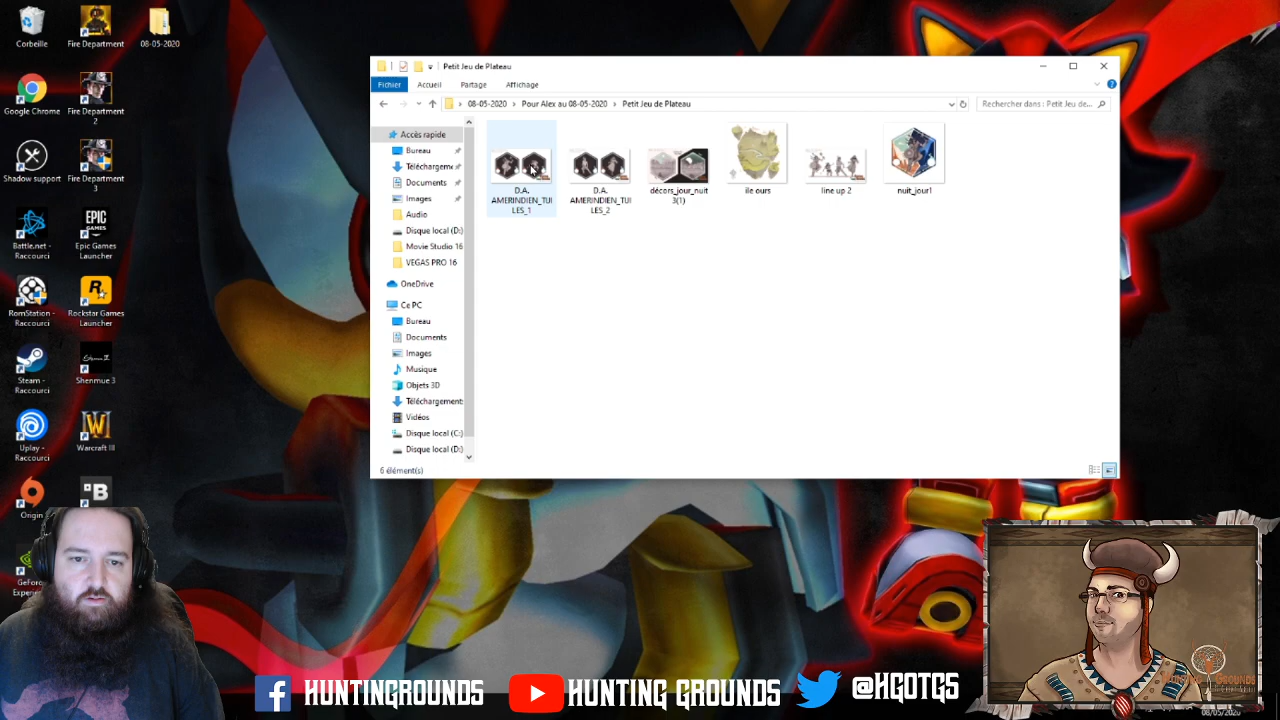 Corbeille
Fire Department
08-05-2020
Google Chrome
Fire Department
2
Shadow support
Fire Department
3
Battle.net -
Raccourci
Epic Games
Launcher
RomStation -
Raccourci
Rockstar Games
Launcher
Steam -
Raccourci
Shenmue 3
Uplay -
Raccourci
Warcraft III
Origin
GeForce
Experience
Petit Jeu de Plateau
Fichier
Accueil
Partage
Affichage
08-05-2020 > Pour Alex au 08-05-2020 > Petit Jeu de Plateau
Rechercher dans : Petit Jeu de...
Accès rapide
Bureau
Téléchargeme
Documents
Images
Audio
Disque local (D:)
Movie Studio 16
VEGAS PRO 16
OneDrive
Ce PC
Bureau
Documents
Images
Musique
Objets 3D
Téléchargement
Vidéos
Disque local (C:)
Disque local (D:)
D.A.
AMERINDIEN_TUI
LES_1
D.A.
AMERINDIEN_TUI
LES_2
décors_jour_nuit
3(1)
ile ours
line up 2
nuit_jour1
6 élément(s)
HUNTINGROUNDS
HUNTING GROUNDS
@HGOTG5
08/05/2020